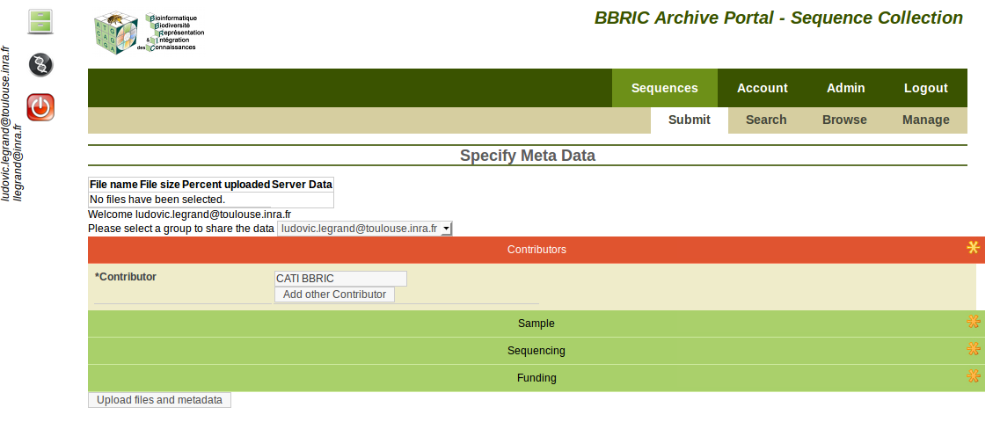 ludovic.legrand@toulouse.inra.fr
llegrand@inra.fr
ATG
CAG
ACGA
Bioinformatique
Biodiversité
Représentation
& Intégration
des Connaissances
BBRIC Archive Portal - Sequence Collection
Sequences Account Admin Logout
Submit Search Browse Manage
Specify Meta Data
File name File size Percent uploaded Server Data
No files have been selected.
Welcome ludovic.legrand@toulouse.inra.fr
Please select a group to share the data ludovic.legrand@toulouse.inra.fr
Contributors
*Contributor CATI BBRIC
Add other Contributor
Sample
Sequencing
Funding
Upload files and metadata